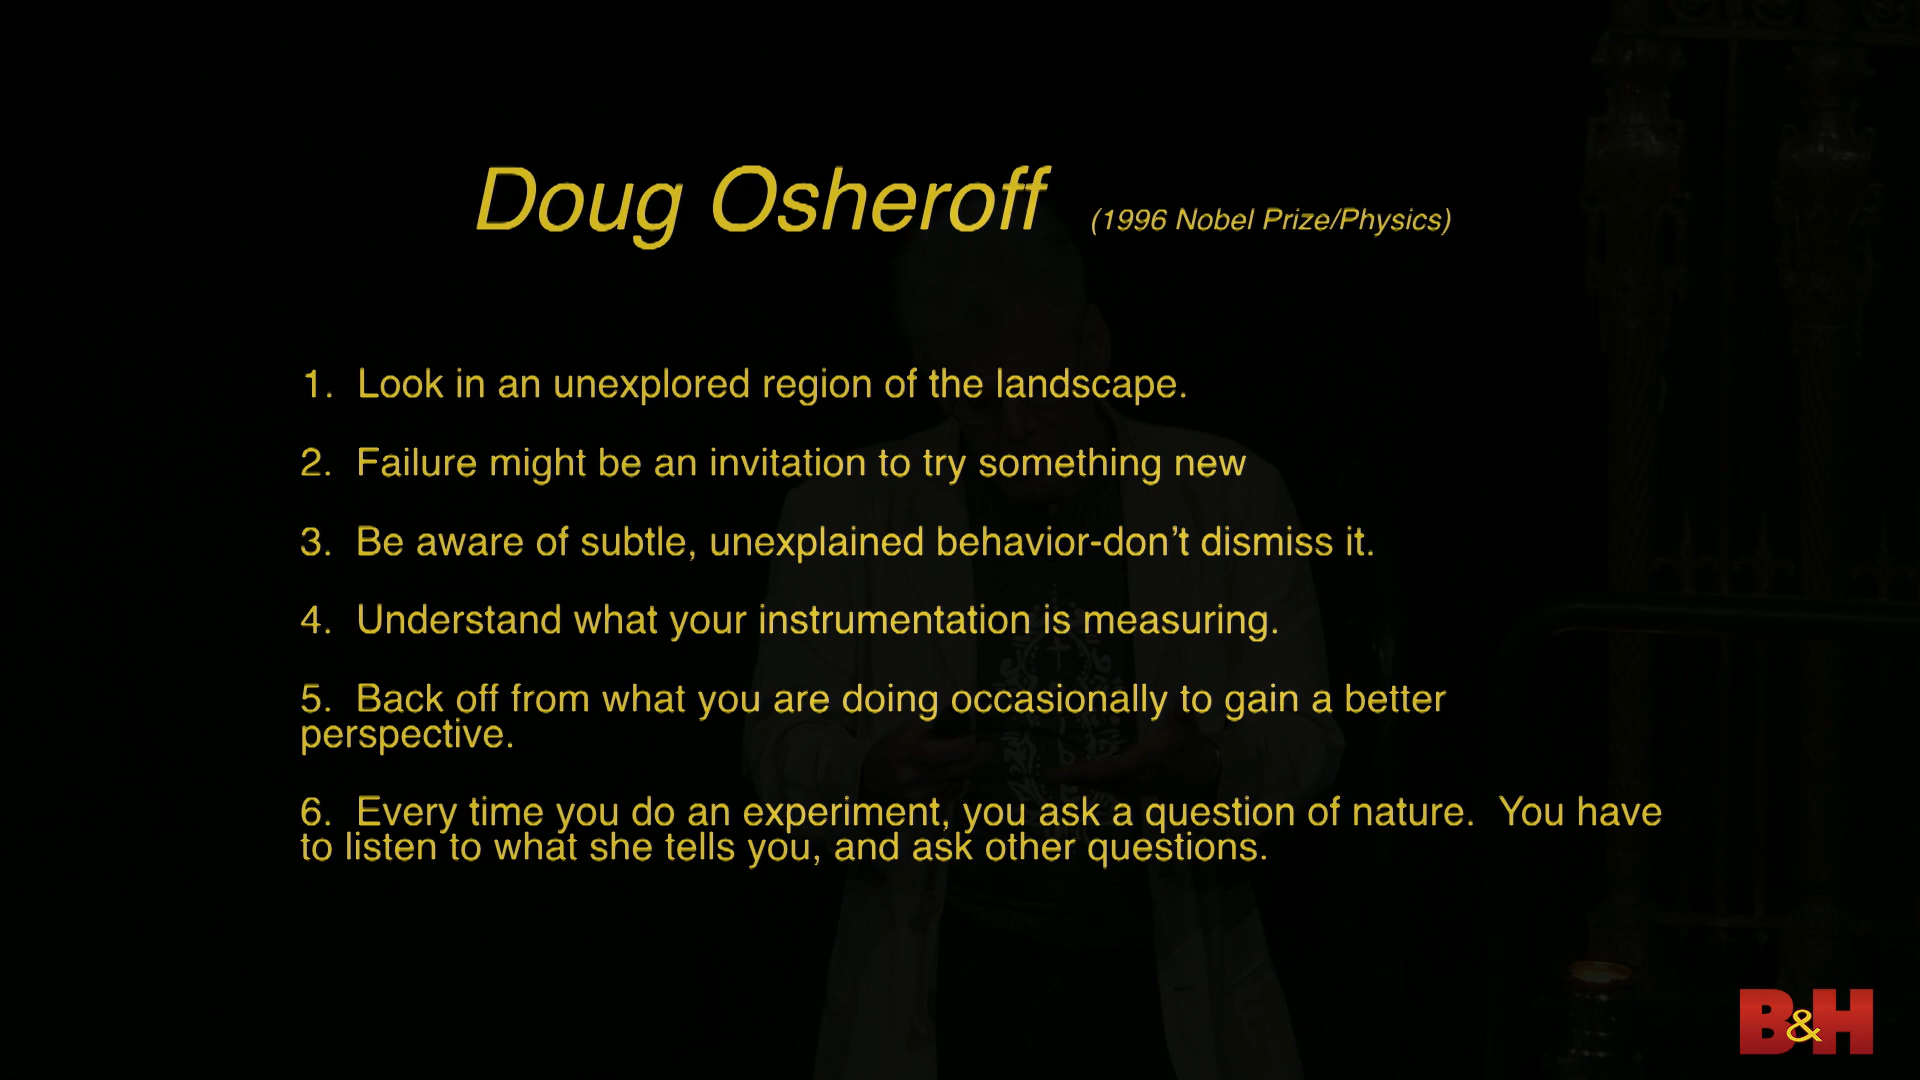 Doug Osheroff (1996 Nobel Prize/Physics)
1. Look in an unexplored region of the landscape.
2. Failure might be an invitation to try something new
3. Be aware of subtle, unexplained behavior-don't dismiss it.
4. Understand what your instrumentation is measuring.
5. Back off from what you are doing occasionally to gain a better
perspective.
6. Every time you do an experiment, you ask a question of nature. You have
to listen to what she tells you, and ask other questions.
B&H